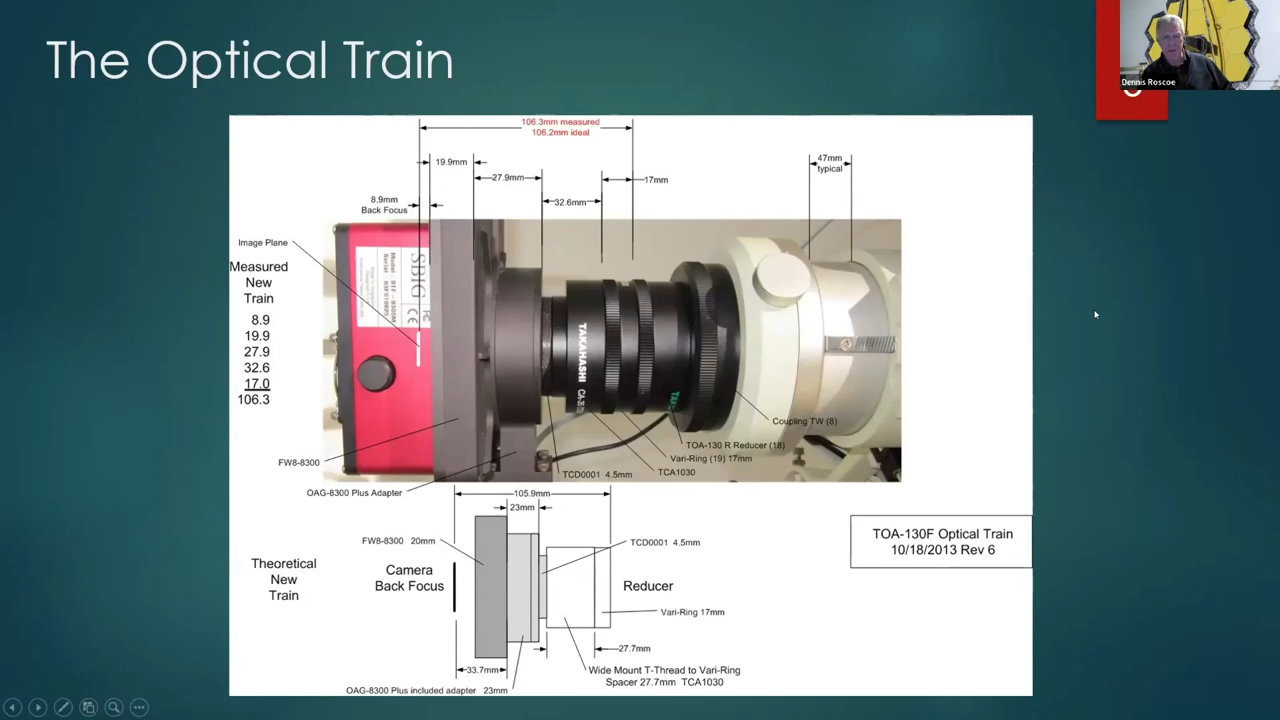 The Optical Train
Dennis Roscoe
106.3mm measured
106.2mm ideal
19.9mm
27.9mm
17mm
47mm
typical
8.9mm
Back Focus
32.6mm
Image Plane
Measured
New
Train
8.9
19.9
27.9
32.6
17.0
106.3
SBIG
TAKAHASHI
Coupling TW (8)
TOA-130 R Reducer (18)
Vari-Ring (19) 17mm
TCA1030
TCD0001 4.5mm
FW8-8300
OAG-8300 Plus Adapter
105.9mm
23mm
TOA-130F Optical Train
10/18/2013 Rev 6
FW8-8300 20mm
TCD0001 4.5mm
Theoretical
New
Train
Camera
Back Focus
Reducer
Vari-Ring 17mm
27.7mm
33.7mm
Wide Mount T-Thread to Vari-Ring
Spacer 27.7mm TCA1030
OAG-8300 Plus included adapter 23mm